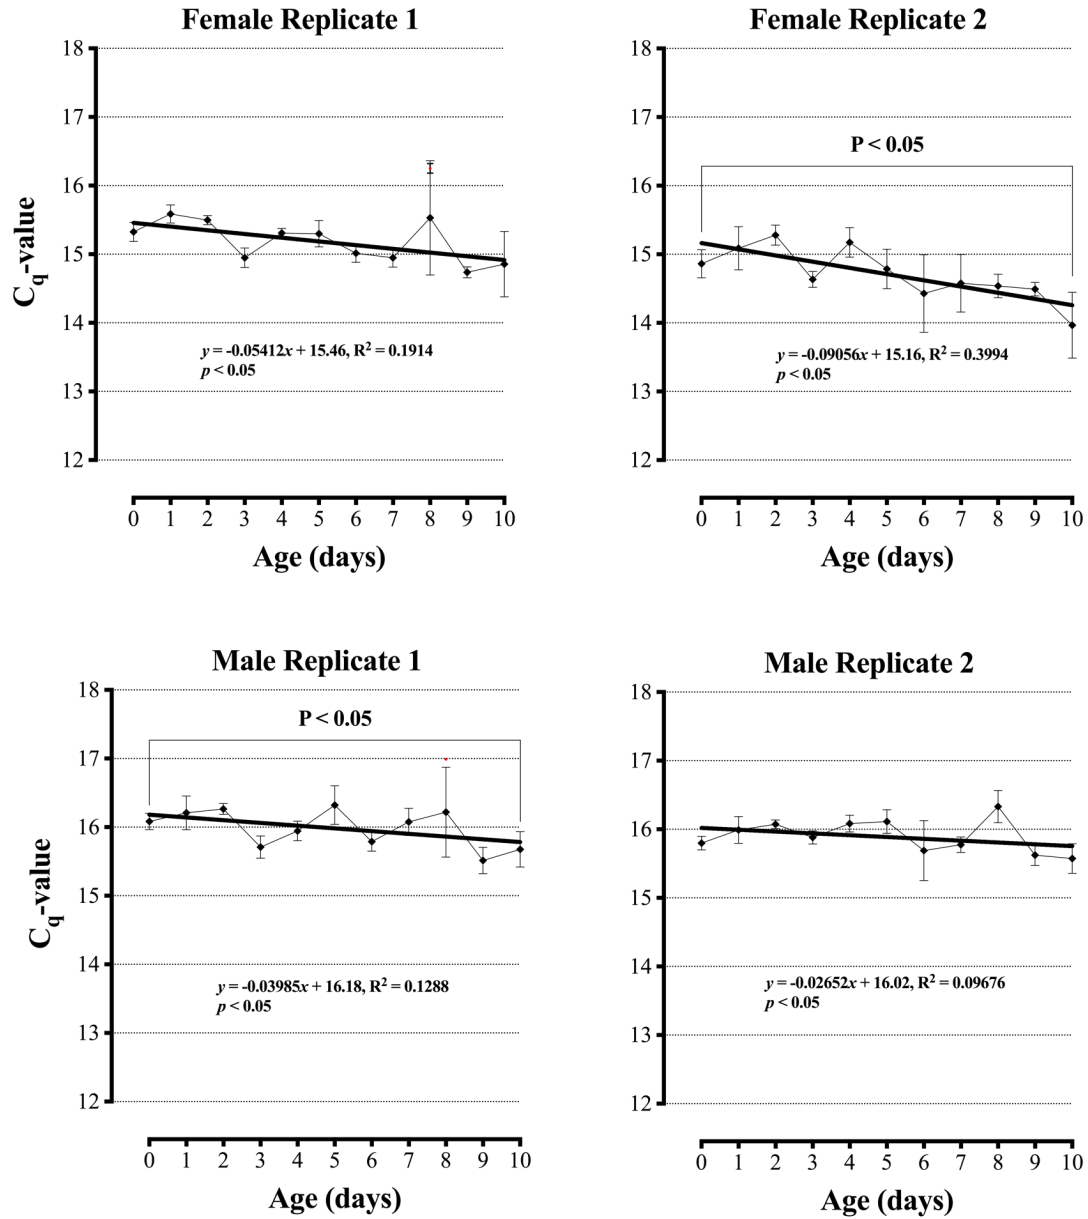 Female Replicate 1
18
17
16
15
14
13
12
C_q-value
y = -0.05412x + 15.46, R² = 0.1914
p < 0.05
0 1 2 3 4 5 6 7 8 9 10
Age (days)
Female Replicate 2
18
17
16
15
14
13
12
P < 0.05
y = -0.09056x + 15.16, R² = 0.3994
p < 0.05
0 1 2 3 4 5 6 7 8 9 10
Age (days)
Male Replicate 1
18
17
16
15
14
13
12
C_q-value
P < 0.05
y = -0.03985x + 16.18, R² = 0.1288
p < 0.05
0 1 2 3 4 5 6 7 8 9 10
Age (days)
Male Replicate 2
18
17
16
15
14
13
12
y = -0.02652x + 16.02, R² = 0.09676
p < 0.05
0 1 2 3 4 5 6 7 8 9 10
Age (days)